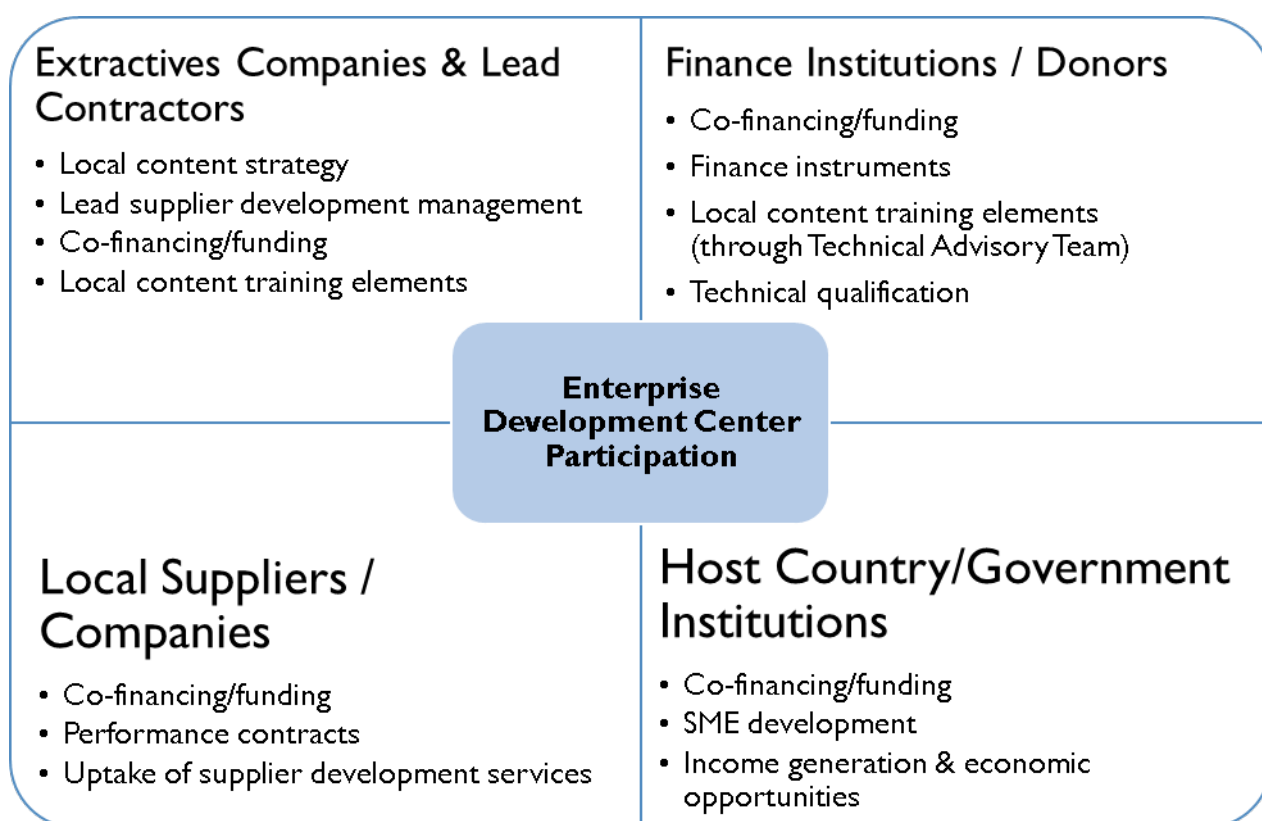 Extractives Companies & Lead
Contractors
• Local content strategy
• Lead supplier development management
• Co-financing/funding
• Local content training elements
Finance Institutions / Donors
• Co-financing/funding
• Finance instruments
• Local content training elements
(through Technical Advisory Team)
• Technical qualification
Enterprise
Development Center
Participation
Local Suppliers /
Companies
• Co-financing/funding
• Performance contracts
• Uptake of supplier development services
Host Country/Government
Institutions
• Co-financing/funding
• SME development
• Income generation & economic
opportunities